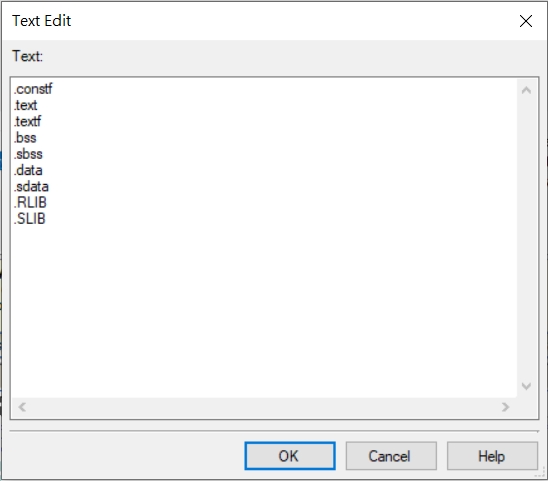 Text Edit
Text:
.constf
.text
.textf
.bss
.sbss
.data
.sdata
.RLIB
.SLIB
OK
Cancel
Help